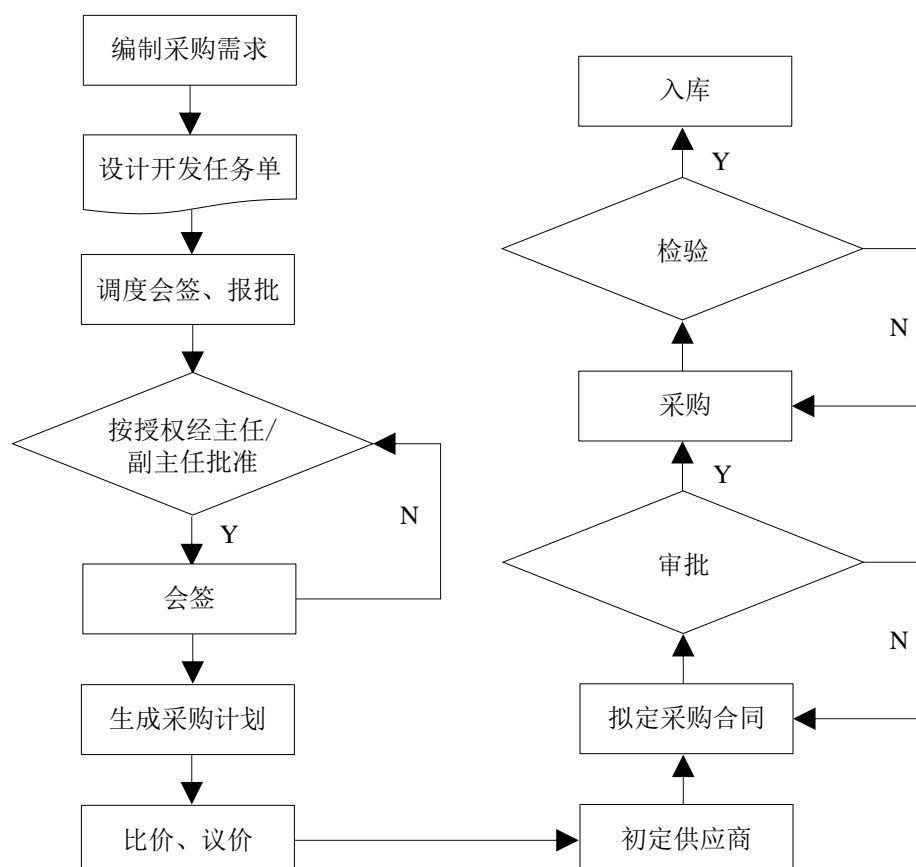 编制采购需求
设计开发任务单
调度会签、报批
按授权经主任/
副主任批准
N
Y
会签
生成采购计划
比价、议价
入库
Y
检验
N
采购
Y
审批
N
拟定采购合同
初定供应商